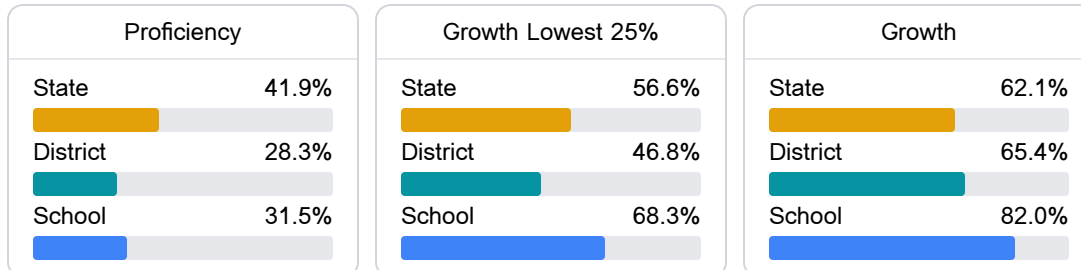 Proficiency
State 41.9%
District 28.3%
School 31.5%
Growth Lowest 25%
State 56.6%
District 46.8%
School 68.3%
Growth
State 62.1%
District 65.4%
School 82.0%